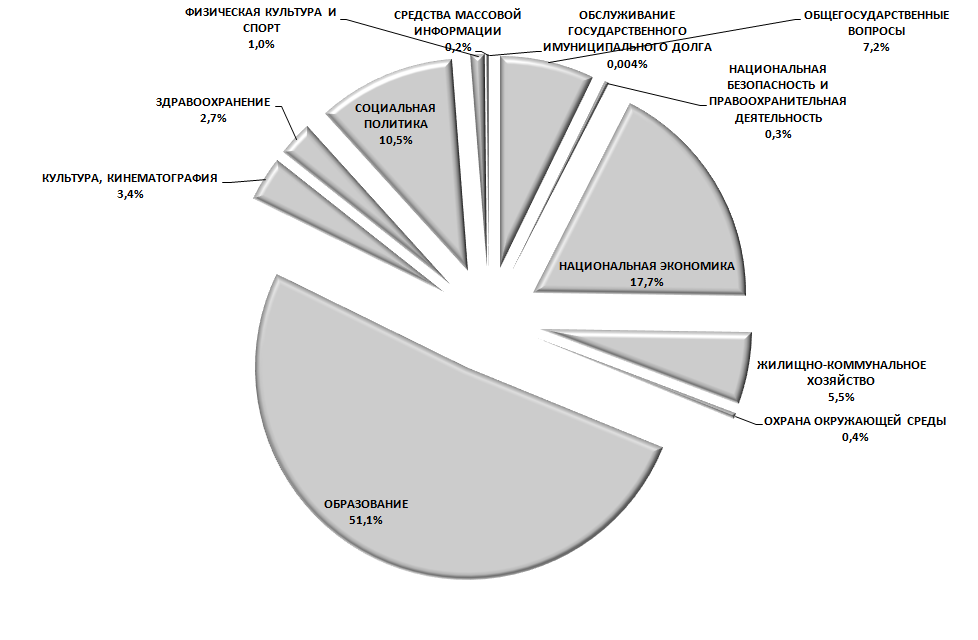 ФИЗИЧЕСКАЯ КУЛЬТУРА И
СПОРТ
1,0%
СРЕДСТВА МАССОВОЙ
ИНФОРМАЦИИ
0,2%
ОБСЛУЖИВАНИЕ
ГОСУДАРСТВЕННОГО
ИМУНИЦИПАЛЬНОГО ДОЛГА
0,004%
ОБЩЕГОСУДАРСТВЕННЫЕ
ВОПРОСЫ
7,2%
НАЦИОНАЛЬНАЯ
БЕЗОПАСНОСТЬ И
ПРАВООХРАНИТЕЛЬНАЯ
ДЕЯТЕЛЬНОСТЬ
0,3%
ЗДРАВООХРАНЕНИЕ
2,7%
СОЦИАЛЬНАЯ
ПОЛИТИКА
10,5%
КУЛЬТУРА, КИНЕМАТОГРАФИЯ
3,4%
НАЦИОНАЛЬНАЯ ЭКОНОМИКА
17,7%
ЖИЛИЩНО-КОММУНАЛЬНОЕ
ХОЗЯЙСТВО
5,5%
ОХРАНА ОКРУЖАЮЩЕЙ СРЕДЫ
0,4%
ОБРАЗОВАНИЕ
51,1%